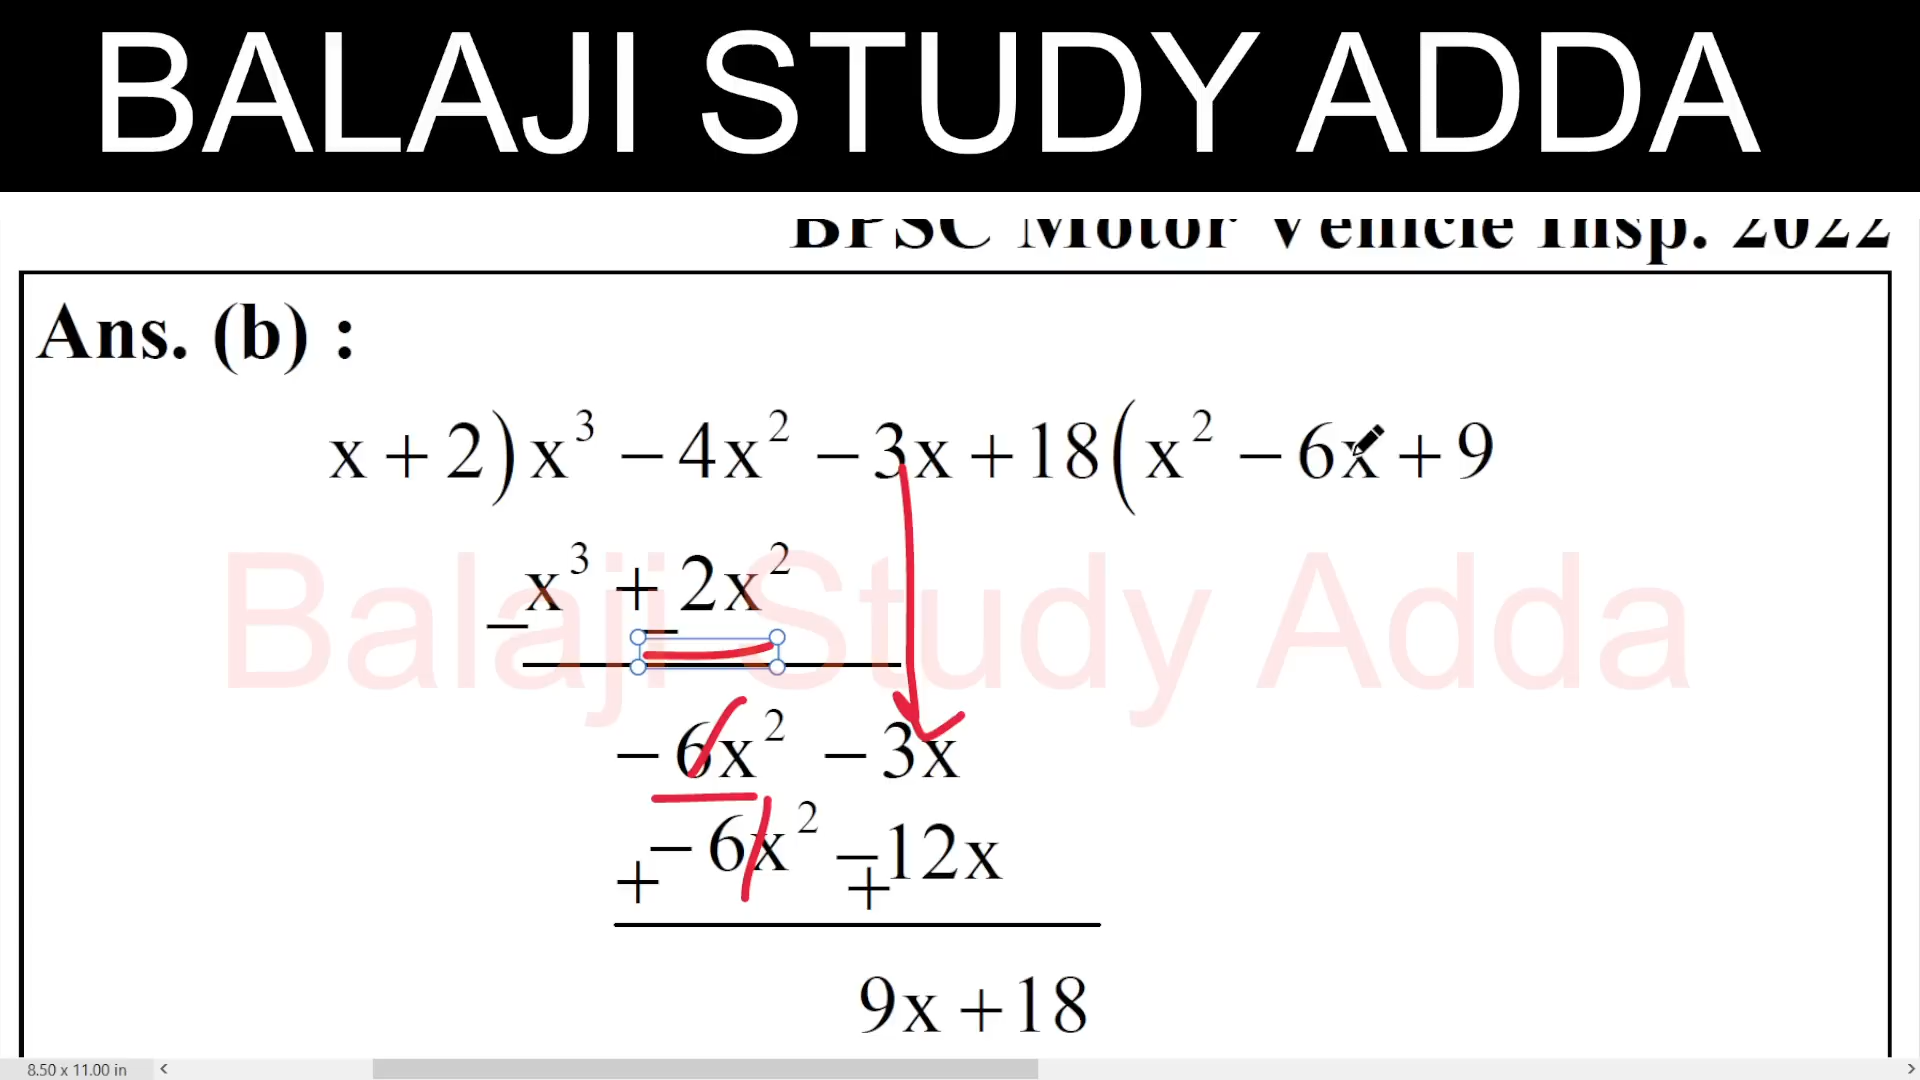 BALAJI STUDY ADDA
BPSC Motor Vehicle Insp. 2022
Ans. (b) :
x + 2) x³ − 4x² − 3x + 18 (x² − 6x + 9
x³ + 2x²
− −
− 6x² − 3x
− 6x² − 12x
+ +
9x + 18
Balaji Study Adda
8.50 x 11.00 in